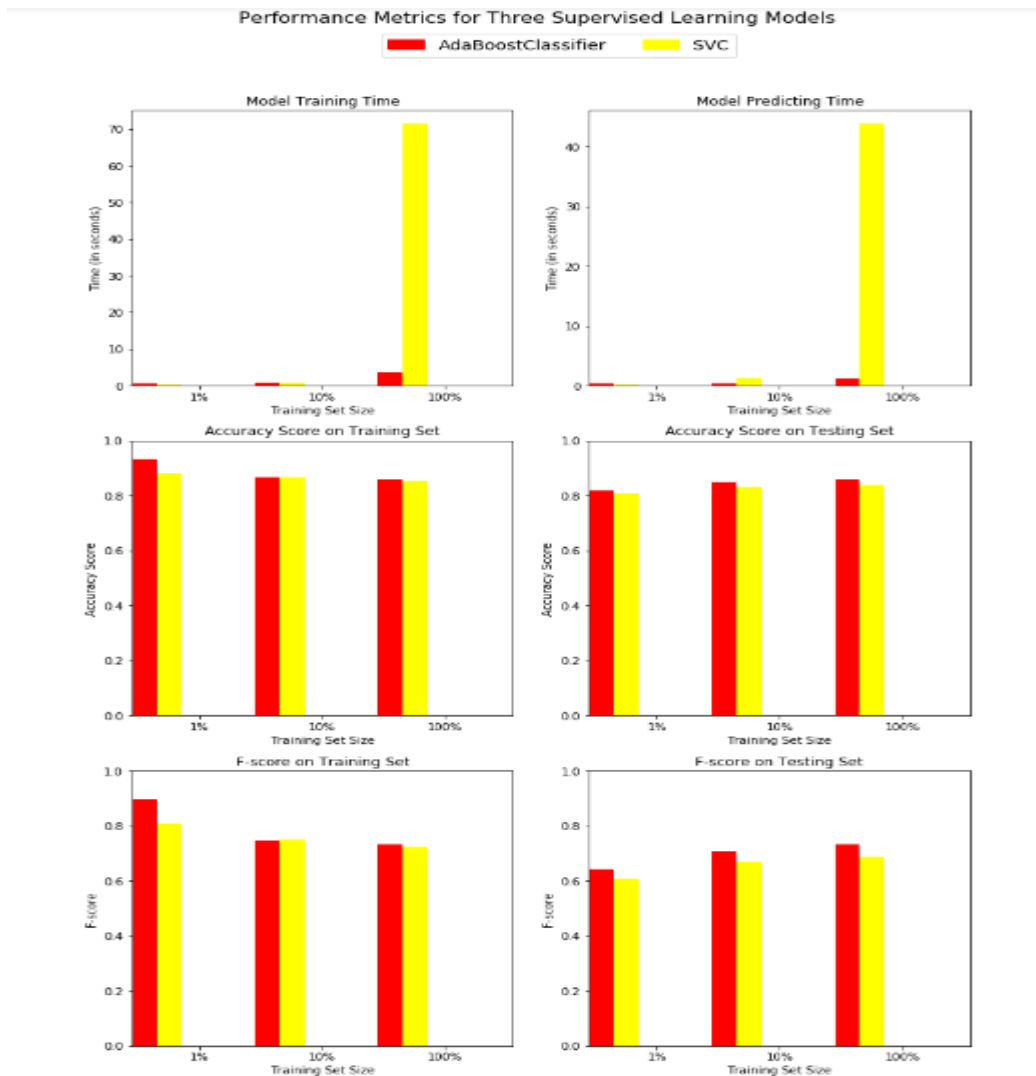 Performance Metrics for Three Supervised Learning Models
AdaBoostClassifier SVC
Model Training Time
Time (in seconds)
70
60
50
40
30
20
10
0
1% 10% 100%
Training Set Size
Model Predicting Time
Time (in seconds)
40
30
20
10
0
1% 10% 100%
Training Set Size
Accuracy Score on Training Set
Accuracy Score
1.0
0.8
0.6
0.4
0.2
0.0
1% 10% 100%
Training Set Size
Accuracy Score on Testing Set
Accuracy Score
1.0
0.8
0.6
0.4
0.2
0.0
1% 10% 100%
Training Set Size
F-score on Training Set
F-score
1.0
0.8
0.6
0.4
0.2
0.0
1% 10% 100%
Training Set Size
F-score on Testing Set
F-score
1.0
0.8
0.6
0.4
0.2
0.0
1% 10% 100%
Training Set Size